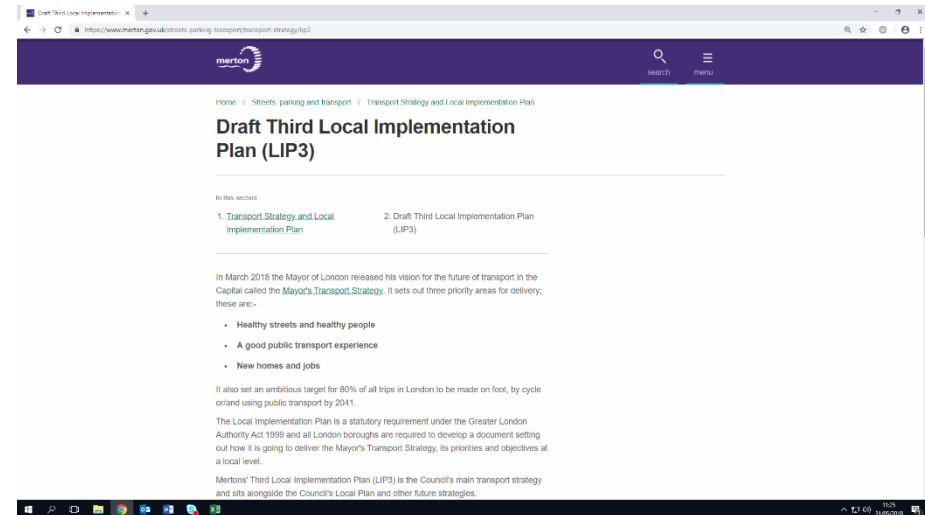 Draft Third Local Implementation
https://www.merton.gov.uk/streets-parking-transport/transport-strategy/lip3
merton
search menu
Home < Streets, parking and transport < Transport Strategy and Local Implementation Plan
Draft Third Local Implementation
Plan (LIP3)
In this section
1. Transport Strategy and Local
Implementation Plan
2. Draft Third Local Implementation Plan
(LIP3)
In March 2018 the Mayor of London released his vision for the future of transport in the
Capital called the Mayor's Transport Strategy. It sets out three priority areas for delivery;
these are:-
• Healthy streets and healthy people
• A good public transport experience
• New homes and jobs
It also set an ambitious target for 80% of all trips in London to be made on foot, by cycle
or/and using public transport by 2041.
The Local Implementation Plan is a statutory requirement under the Greater London
Authority Act 1999 and all London boroughs are required to develop a document setting
out how it is going to deliver the Mayor's Transport Strategy, its priorities and objectives at
a local level.
Mertons' Third Local Implementation Plan (LIP3) is the Council's main transport strategy
and sits alongside the Council's Local Plan and other future strategies.
11:25